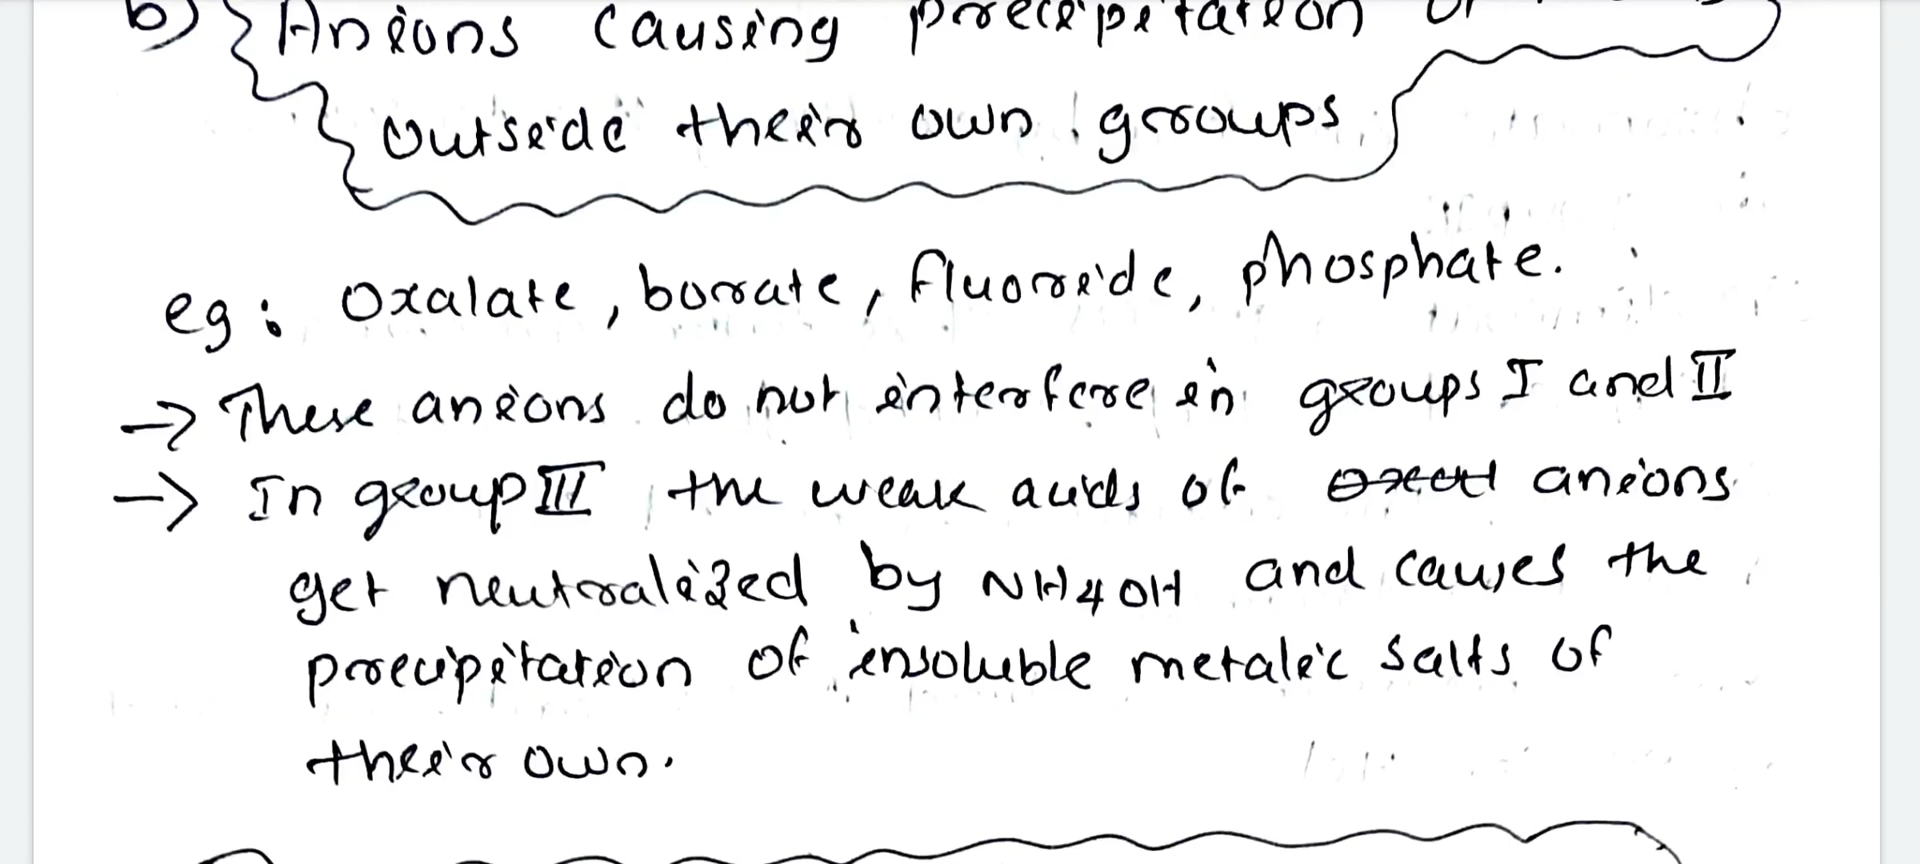 b) Anions causing precipitation of
outside their own groups
eg: Oxalate, borate, fluoride, phosphate.
→ These anions do not interfere in groups I and II
→ In group III the weak acids of anions
get neutralized by NH4OH and causes the
precipitation of insoluble metalic salts of
their own.